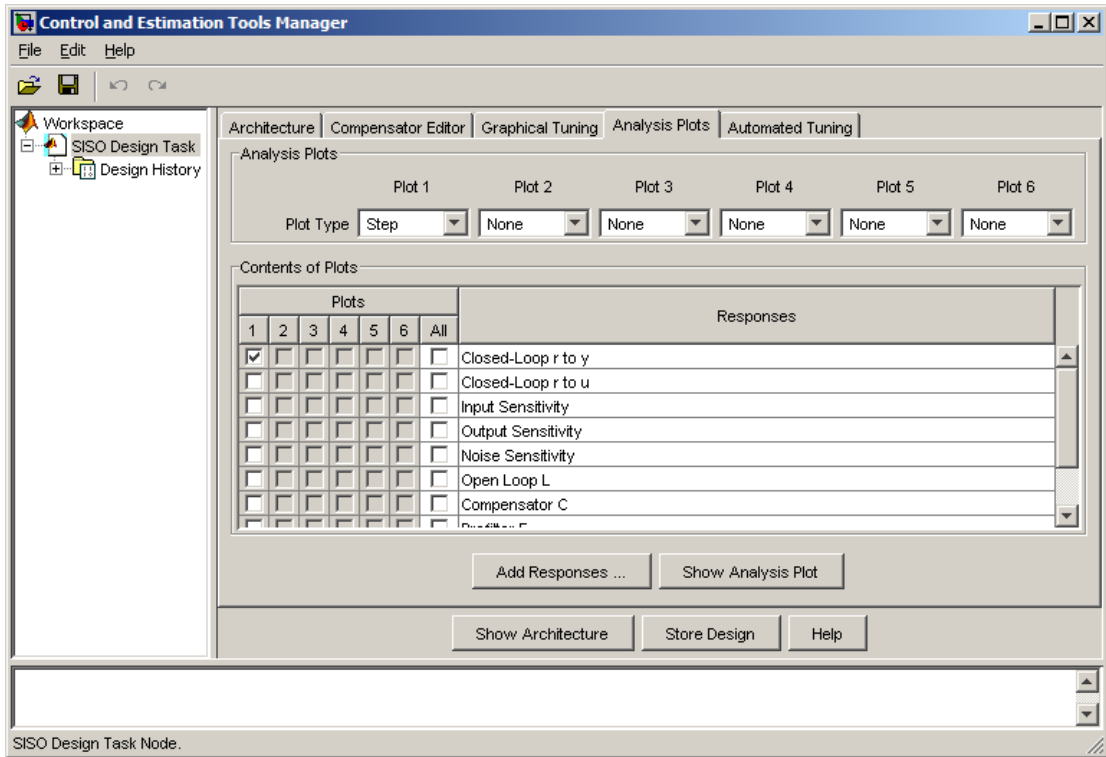 Control and Estimation Tools Manager
File Edit Help
Workspace
SISO Design Task
Design History
Architecture Compensator Editor Graphical Tuning Analysis Plots Automated Tuning
Analysis Plots
Plot 1 Plot 2 Plot 3 Plot 4 Plot 5 Plot 6
Plot Type Step None None None None None
Contents of Plots
Plots
Responses
1 2 3 4 5 6 All
Closed-Loop r to y
Closed-Loop r to u
Input Sensitivity
Output Sensitivity
Noise Sensitivity
Open Loop L
Compensator C
Add Responses ... Show Analysis Plot
Show Architecture Store Design Help
SISO Design Task Node.